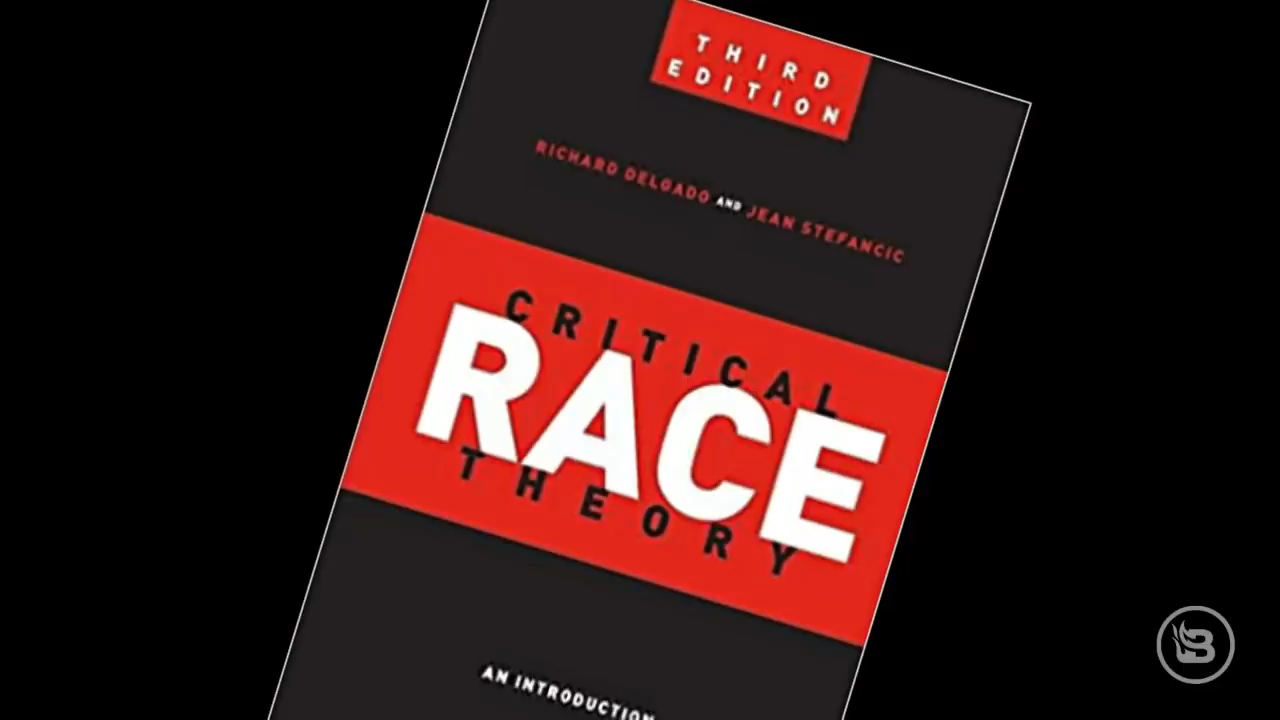 THIRD
EDITION
RICHARD DELGADO AND JEAN STEFANCIC
CRITICAL
RACE
THEORY
AN INTRODUCTION
B